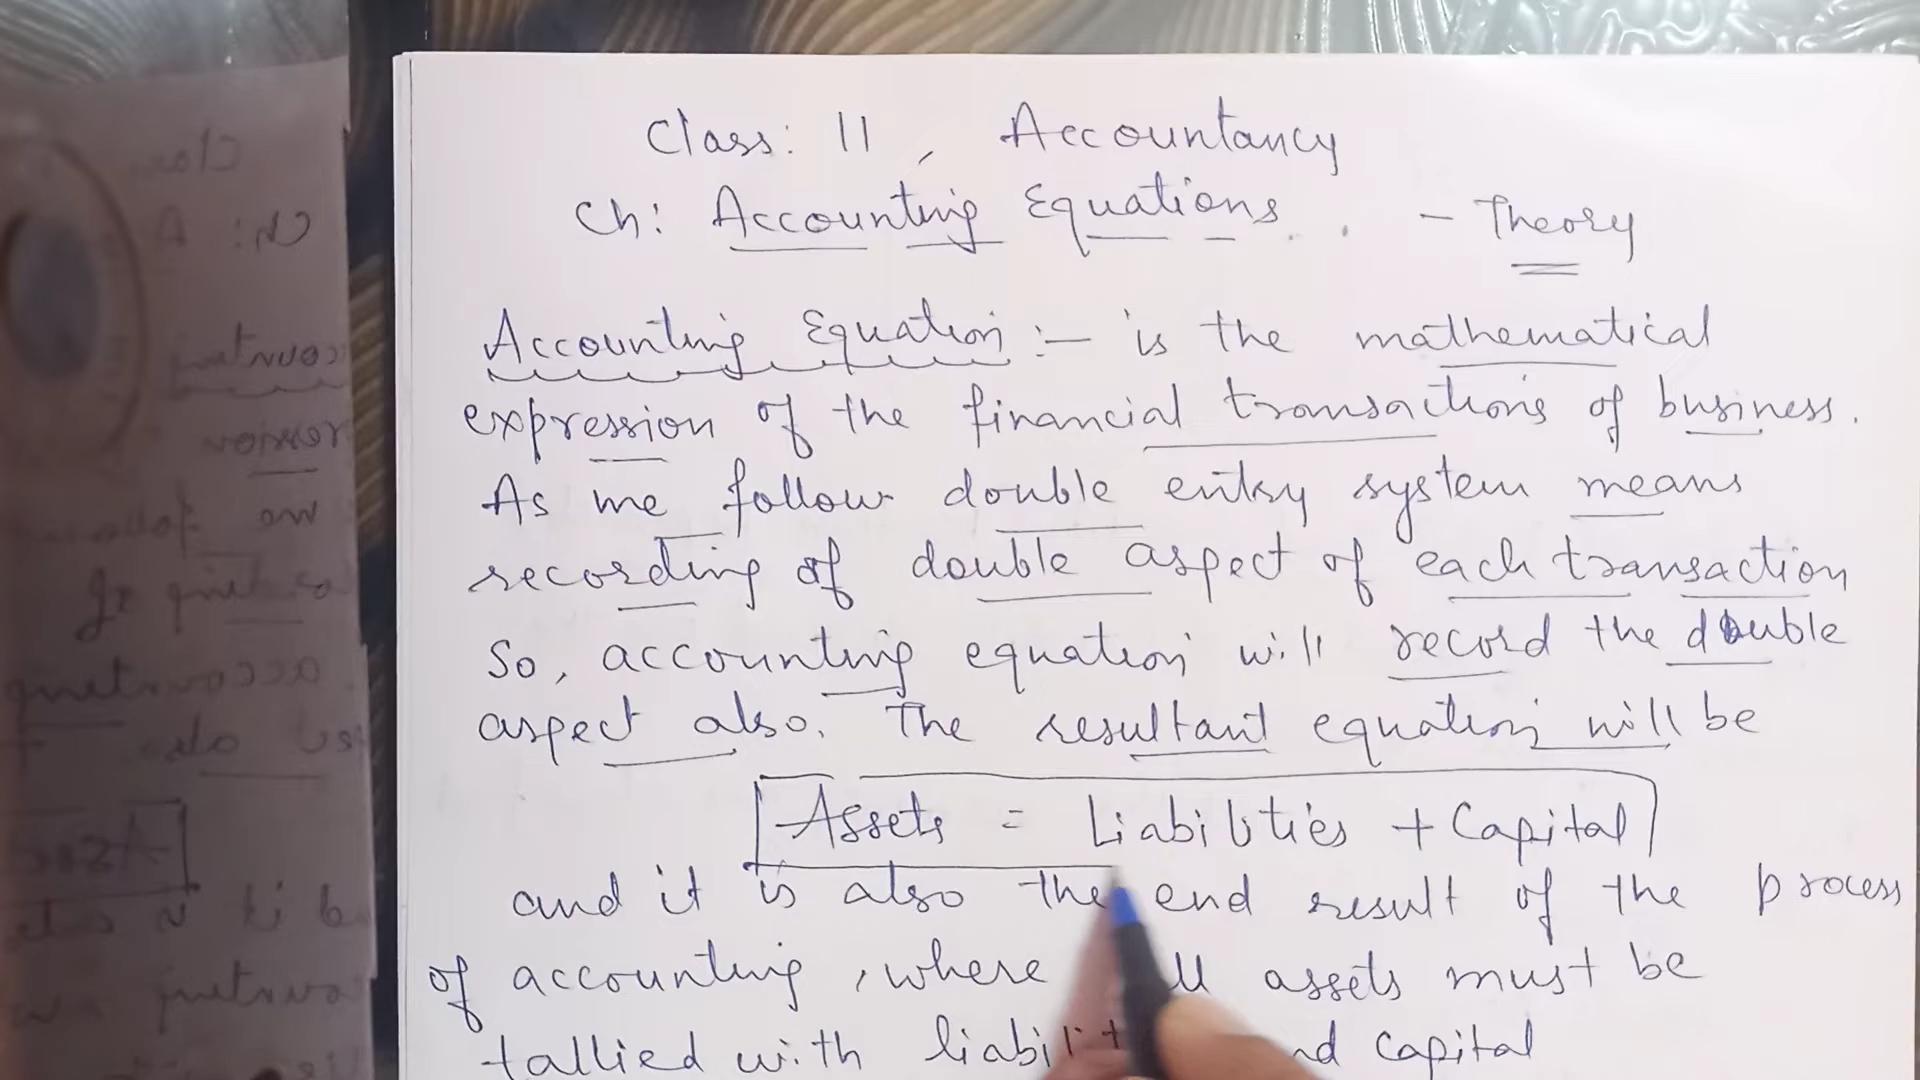 Class: 11, Accountancy
Ch: Accounting Equations. - Theory
Accounting Equation :- is the mathematical
expression of the financial transactions of business.
As we follow double entry system means
recording of double aspect of each transaction
So, accounting equation will record the double
aspect also. The resultant equation will be
Assets = Liabilities + Capital
and it is also the end result of the process
of accounting, where assets must be
tallied with capital